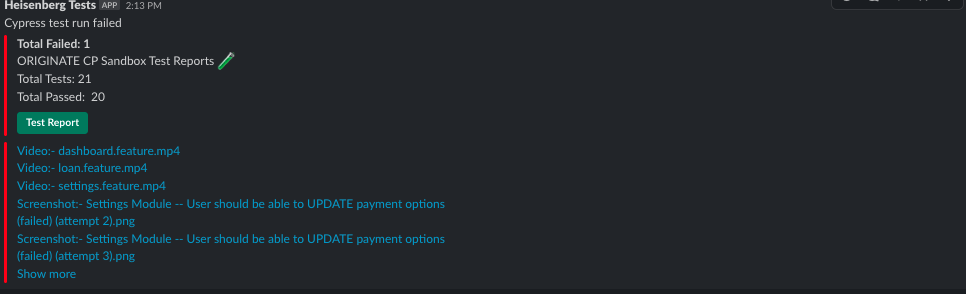 Heisenberg Tests APP 2:13 PM
Cypress test run failed
Total Failed: 1
ORIGINATE CP Sandbox Test Reports
Total Tests: 21
Total Passed:  20
Test Report
Video:- dashboard.feature.mp4
Video:- loan.feature.mp4
Video:- settings.feature.mp4
Screenshot:- Settings Module -- User should be able to UPDATE payment options
(failed) (attempt 2).png
Screenshot:- Settings Module -- User should be able to UPDATE payment options
(failed) (attempt 3).png
Show more